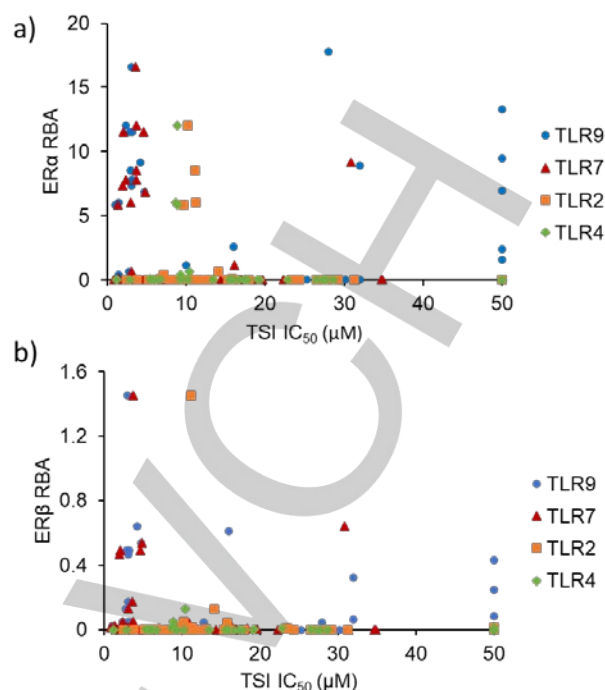 a)
ERα RBA
20
15
10
5
0
0 10 20 30 40 50
TSI IC50 (µM)
TLR9
TLR7
TLR2
TLR4
b)
ERβ RBA
1.6
1.2
0.8
0.4
0
0 10 20 30 40 50
TSI IC50 (µM)
TLR9
TLR7
TLR2
TLR4
VCH